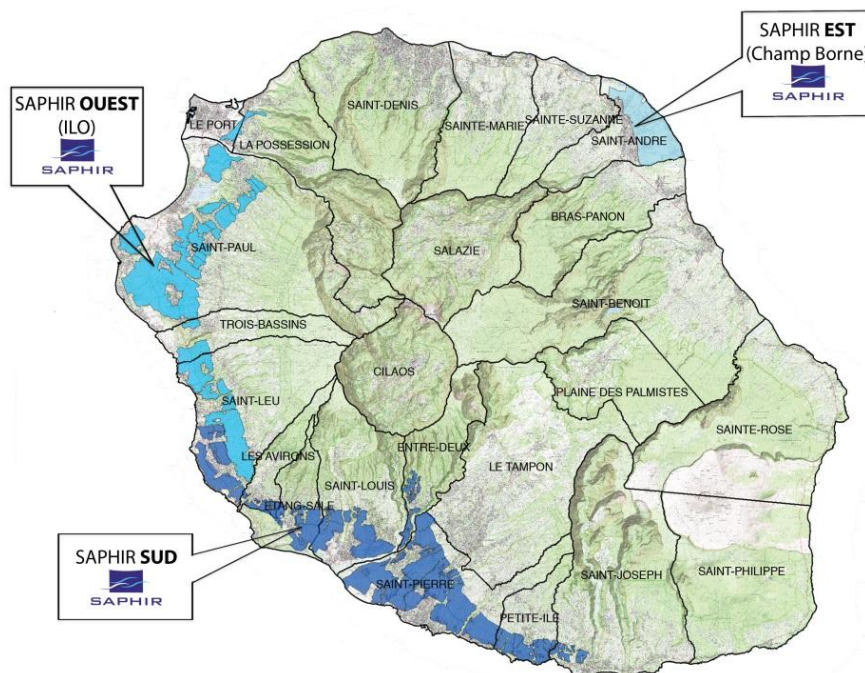 SAPHIR EST
(Champ Borne)
SAPHIR
SAPHIR OUEST
(ILO)
SAPHIR
LE PORT
LA POSSESSION
SAINT-DENIS
SAINTE-MARIE
SAINTE-SUZANNE
SAINT-ANDRE
BRAS-PANON
SAINT-PAUL
SALAZIE
SAINT-BENOIT
TROIS-BASSINS
CILAOS
PLAINE DES PALMISTES
SAINT-LEU
SAINTE-ROSE
LES AVIRONS
ENTRE-DEUX
LE TAMPON
SAINT-LOUIS
ETANG-SALE
SAPHIR SUD
SAPHIR
SAINT-PIERRE
SAINT-JOSEPH
SAINT-PHILIPPE
PETITE-ILE